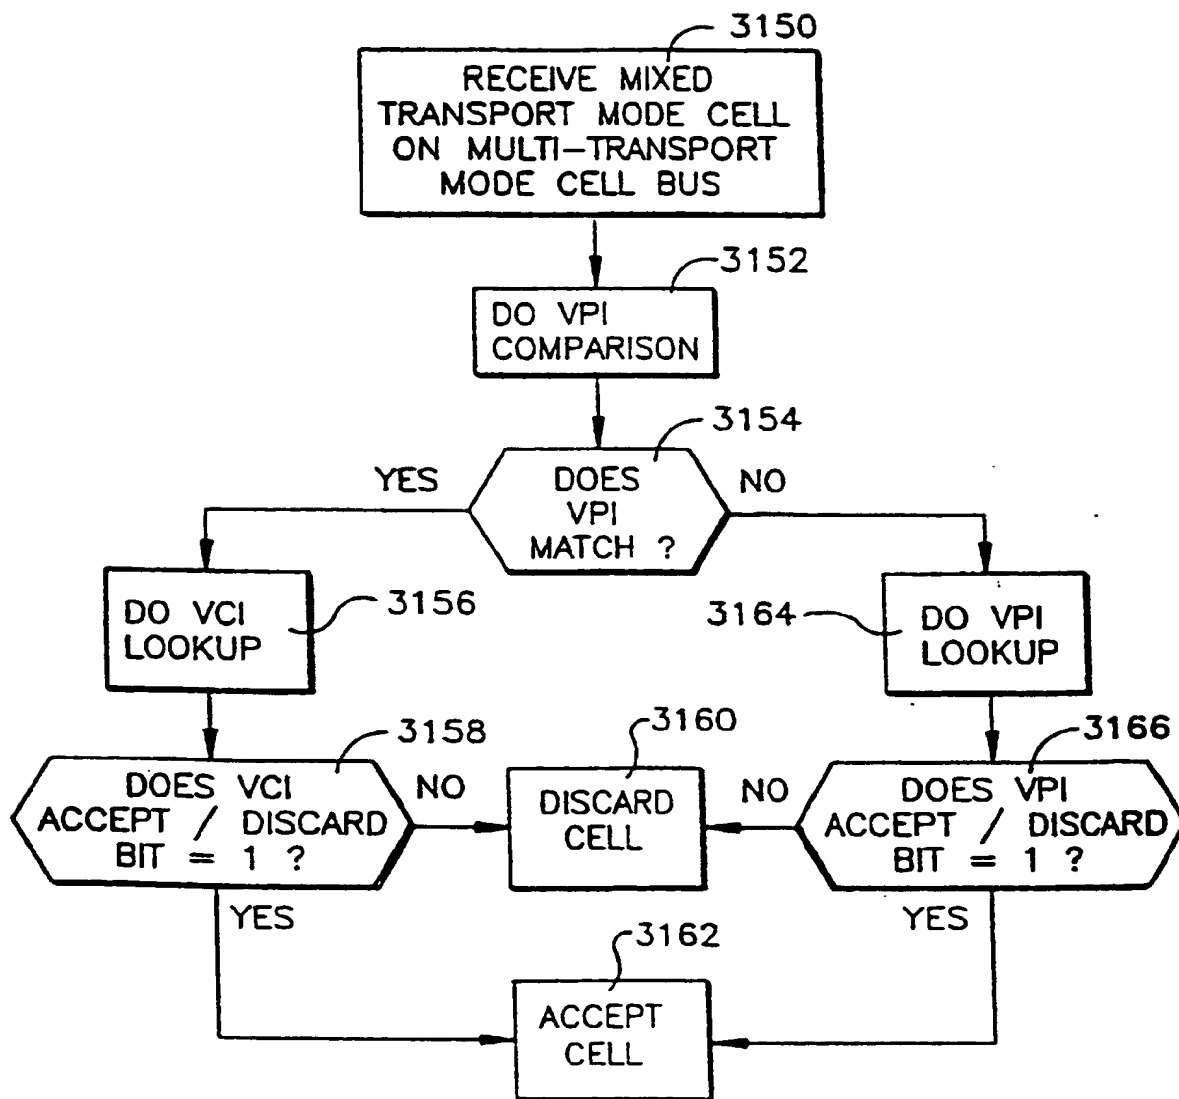 3150
RECEIVE MIXED
TRANSPORT MODE CELL
ON MULTI-TRANSPORT
MODE CELL BUS
3152
DO VPI
COMPARISON
3154
YES
DOES
VPI
MATCH ?
NO
DO VCI
LOOKUP
3156
3164
DO VPI
LOOKUP
3158
DOES VCI
ACCEPT / DISCARD
BIT = 1 ?
NO
3160
DISCARD
CELL
NO
3166
DOES VPI
ACCEPT / DISCARD
BIT = 1 ?
YES
YES
3162
ACCEPT
CELL